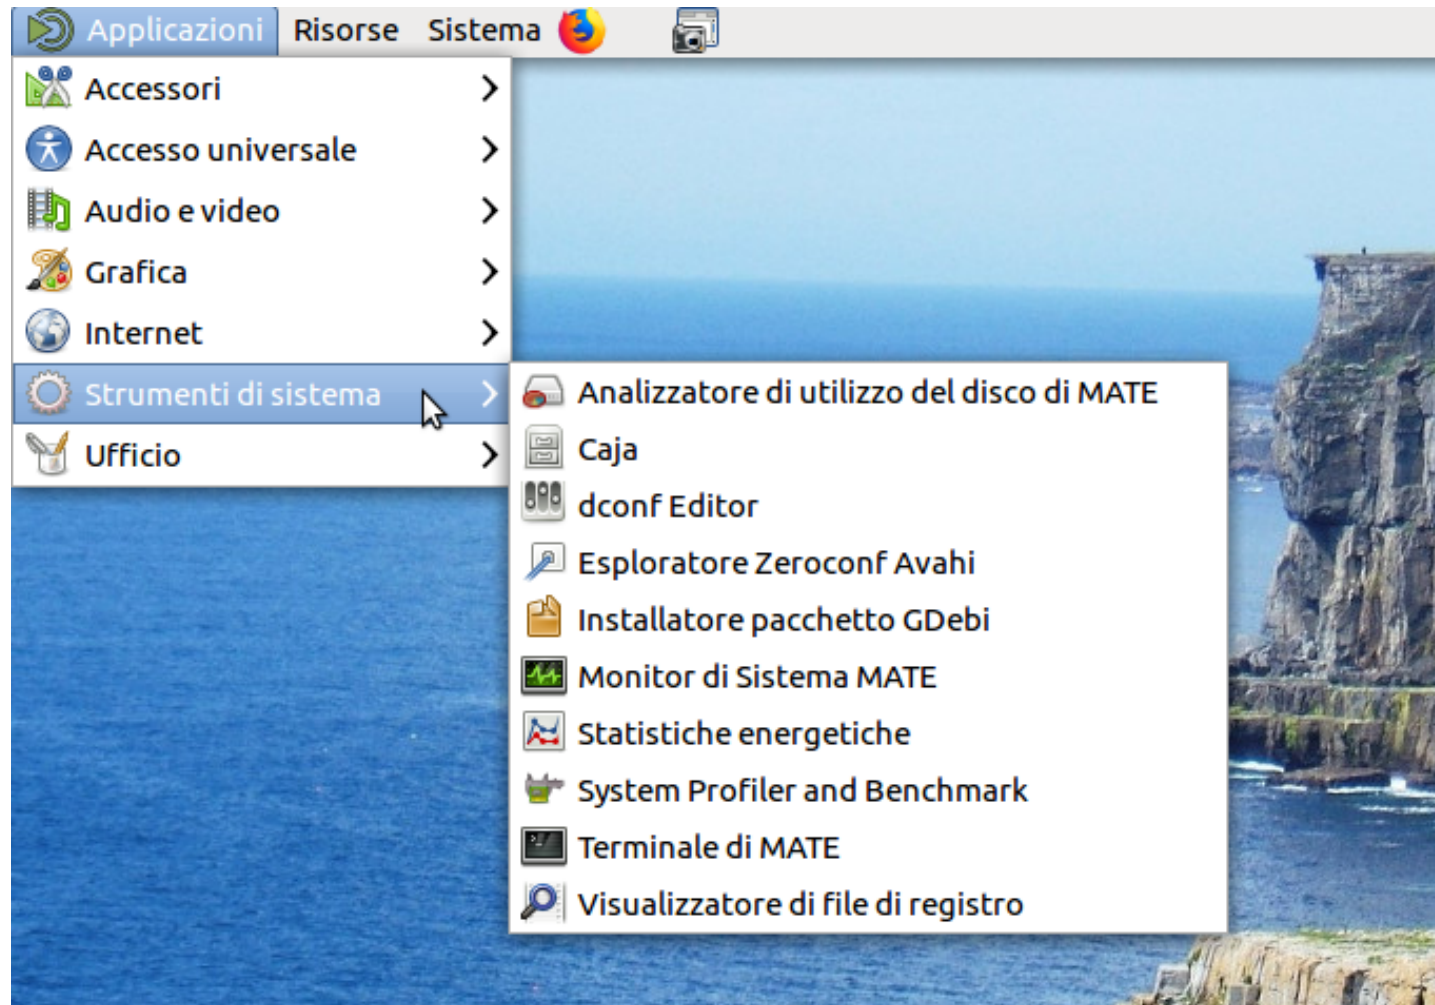 Applicazioni Risorse Sistema
Accessori
Accesso universale
Audio e video
Grafica
Internet
Strumenti di sistema
Ufficio
Analizzatore di utilizzo del disco di MATE
Caja
dconf Editor
Esploratore Zeroconf Avahi
Installatore pacchetto GDebi
Monitor di Sistema MATE
Statistiche energetiche
System Profiler and Benchmark
Terminale di MATE
Visualizzatore di file di registro